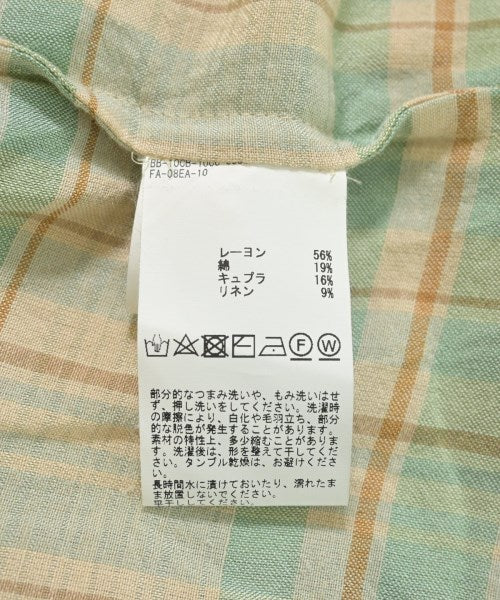 FA-08EA-10
レーヨン 56%
綿 19%
キュプラ 16%
リネン 9%
F W
部分的なつまみ洗いや、もみ洗いはせ
ず、押し洗いをしてください。洗濯時
の摩擦により、白化や毛羽立ち、部分
的な脱色が発生することがあります。
素材の特性上、多少縮むことがありま
す。洗濯後は、形を整えて干してくだ
さい。タンブル乾燥は、お避けくださ
い。
長時間水に漬けておいたり、濡れたま
ま放置しないでください。
平干ししてください。